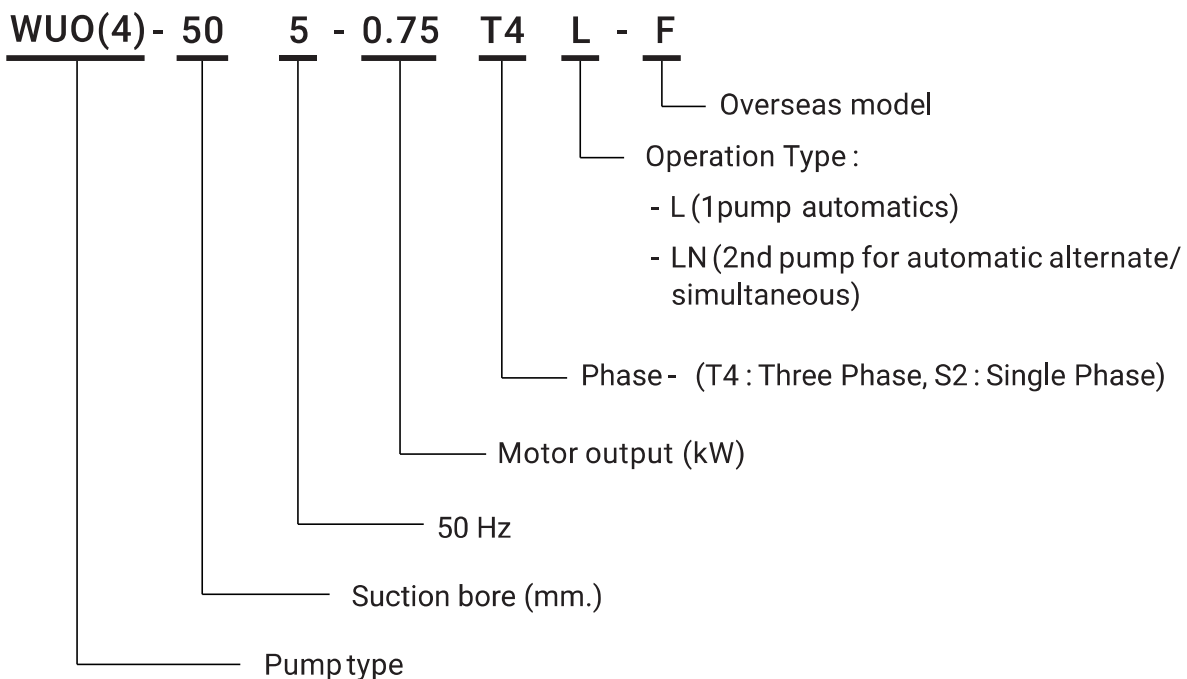 WUO(4)- 50 5 - 0.75 T4 L - F
Overseas model
Operation Type :
- L (1pump automatics)
- LN (2nd pump for automatic alternate/
simultaneous)
Phase - (T4 : Three Phase, S2 : Single Phase)
Motor output (kW)
50 Hz
Suction bore (mm.)
Pump type